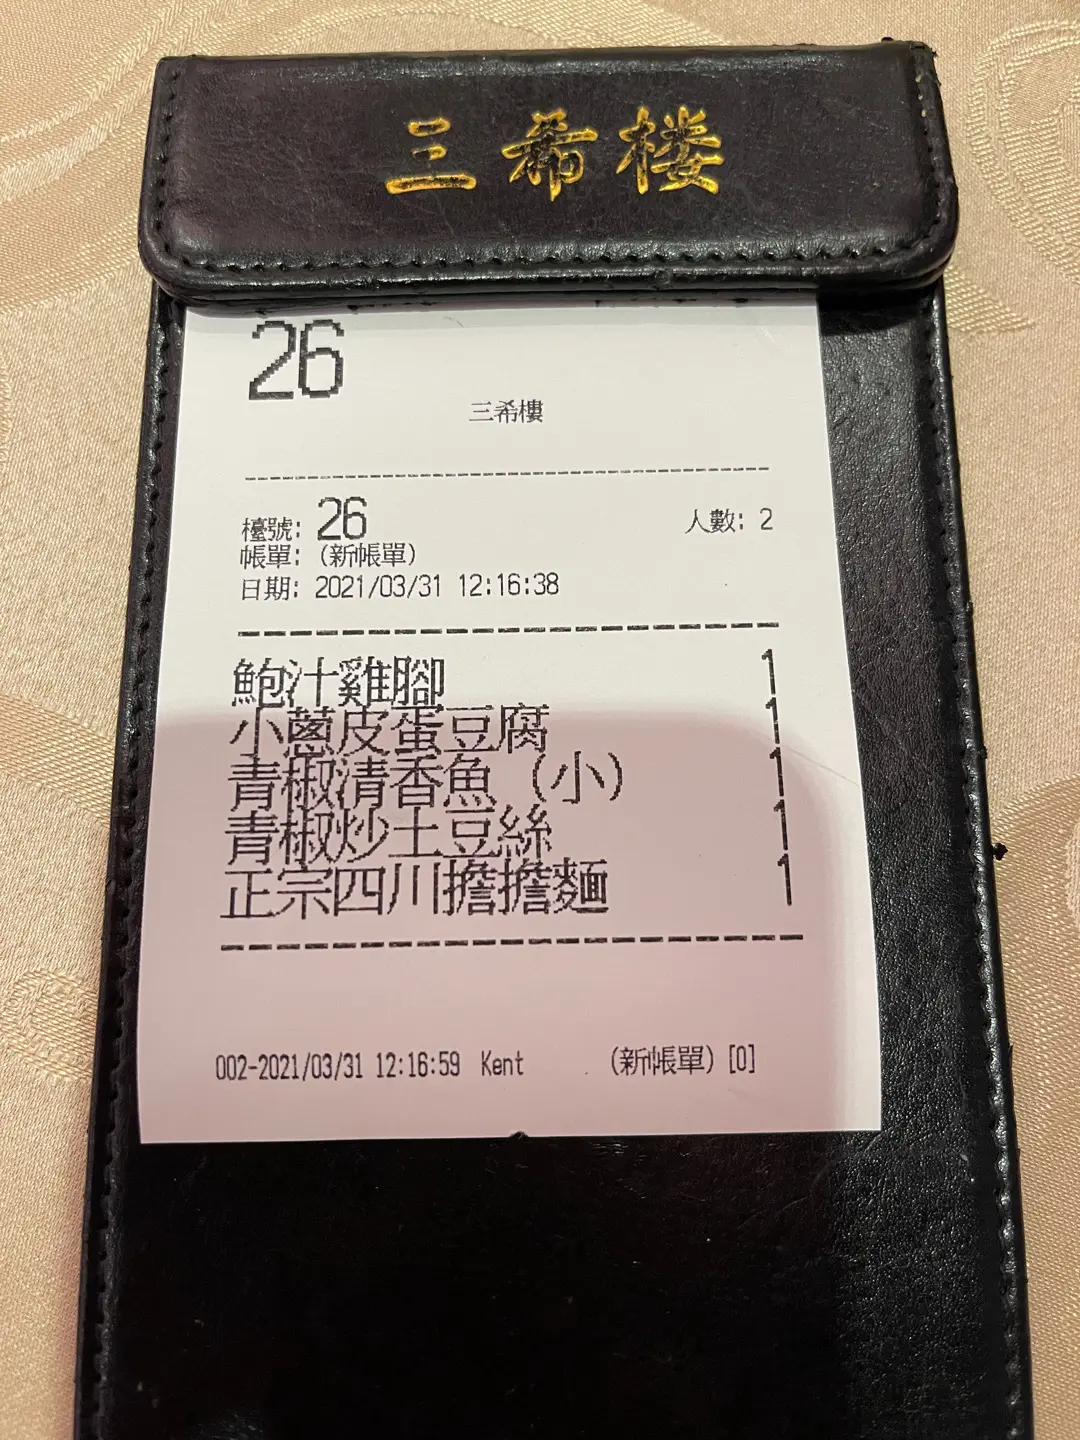 三希楼
26
三希樓
檯號: 26 人數: 2
帳單: (新帳單)
日期: 2021/03/31 12:16:38
鮑汁雞腳 1
小蔥皮蛋豆腐 1
青椒清香魚 (小) 1
青椒炒土豆絲 1
正宗四川擔擔麵 1
002-2021/03/31 12:16:59 Kent (新帳單) [0]